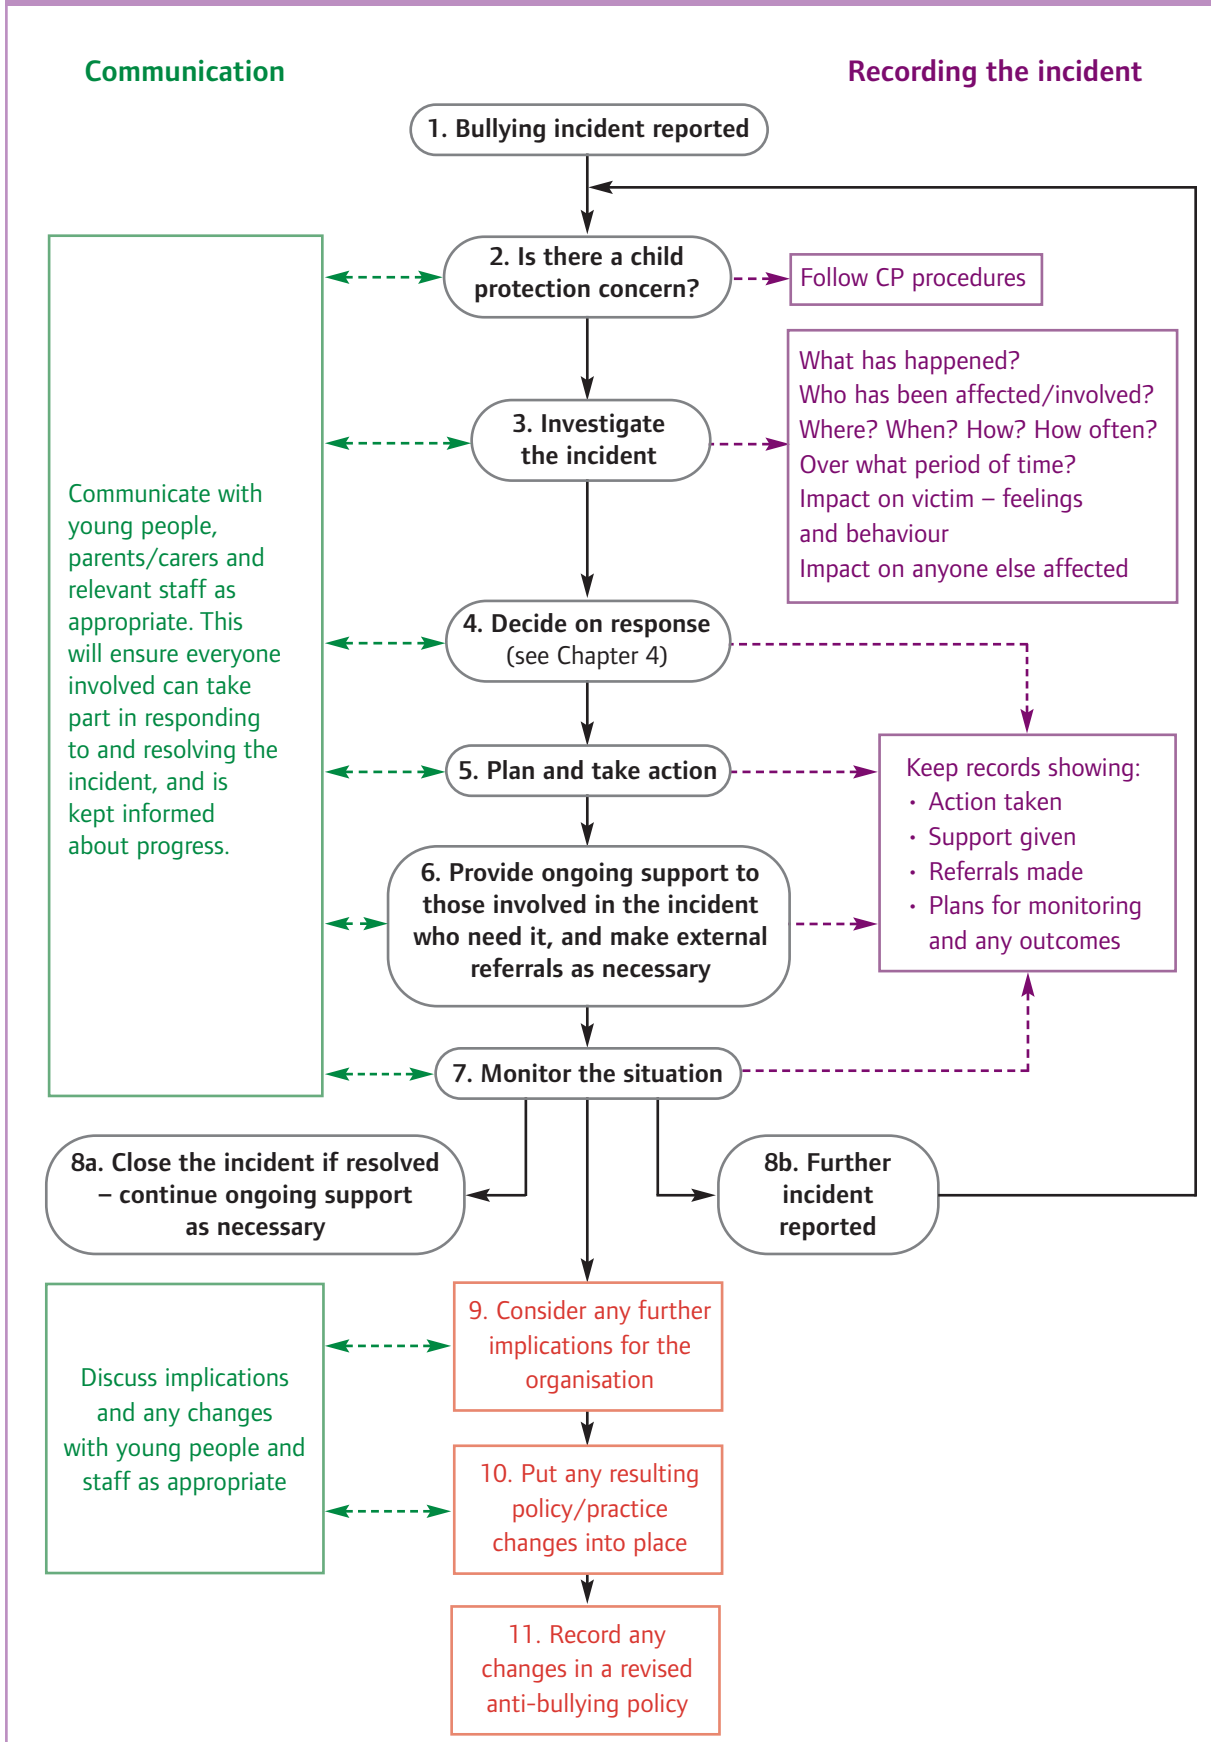 Communication
Recording the incident
1. Bullying incident reported
2. Is there a child
protection concern?
Follow CP procedures
What has happened?
Who has been affected/involved?
Where? When? How? How often?
Over what period of time?
Impact on victim – feelings
and behaviour
Impact on anyone else affected
3. Investigate
the incident
Communicate with
young people,
parents/carers and
relevant staff as
appropriate. This
will ensure everyone
involved can take
part in responding
to and resolving the
incident, and is
kept informed
about progress.
4. Decide on response
(see Chapter 4)
5. Plan and take action
Keep records showing:
• Action taken
• Support given
• Referrals made
• Plans for monitoring
and any outcomes
6. Provide ongoing support to
those involved in the incident
who need it, and make external
referrals as necessary
7. Monitor the situation
8a. Close the incident if resolved
– continue ongoing support
as necessary
8b. Further
incident
reported
9. Consider any further
implications for the
organisation
Discuss implications
and any changes
with young people and
staff as appropriate
10. Put any resulting
policy/practice
changes into place
11. Record any
changes in a revised
anti-bullying policy